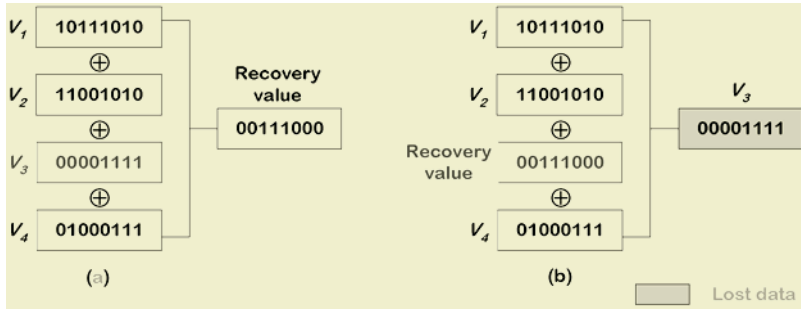 V1 10111010
⊕
V2 11001010
⊕
V3 00001111
⊕
V4 01000111
Recovery
value
00111000
(a)
V1 10111010
⊕
V2 11001010
⊕
Recovery
value
00111000
⊕
V4 01000111
V3
00001111
(b)
Lost data